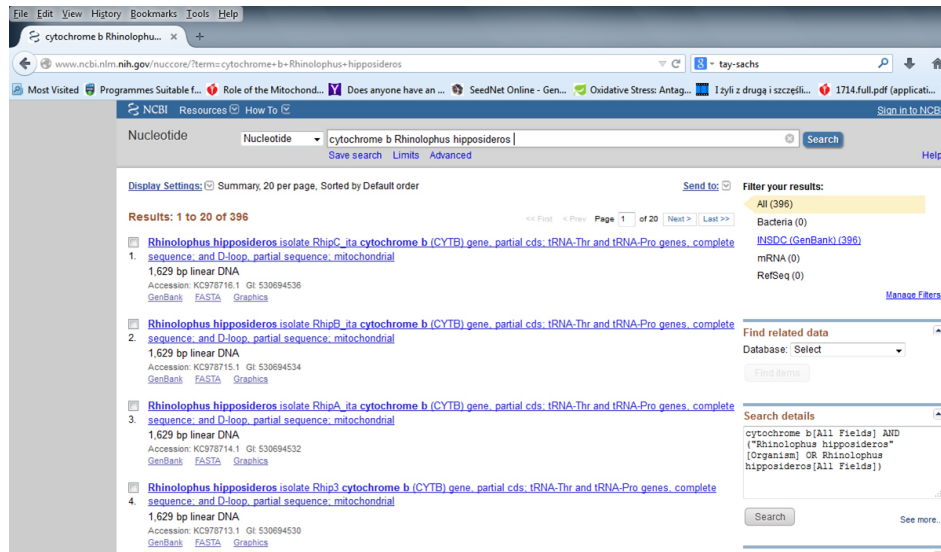 File Edit View History Bookmarks Tools Help
cytochrome b Rhinolophu... × +
www.ncbi.nlm.nih.gov/nuccore/?term=cytochrome+b+Rhinolophus+hipposideros
tay-sachs
Most Visited Programmes Suitable f... Role of the Mitochond... Does anyone have an ... SeedNet Online - Gen... Oxidative Stress: Antag... I żyli z drugą i szczęśli... 1714.full.pdf (applicati...
NCBI Resources How To Sign in to NCBI
Nucleotide Nucleotide cytochrome b Rhinolophus hipposideros Search
Save search Limits Advanced Help
Display Settings: Summary, 20 per page, Sorted by Default order Send to:
Results: 1 to 20 of 396 << First < Prev Page 1 of 20 Next > Last >>
Rhinolophus hipposideros isolate RhipC_ita cytochrome b (CYTB) gene, partial cds; tRNA-Thr and tRNA-Pro genes, complete
1. sequence; and D-loop, partial sequence; mitochondrial
1,629 bp linear DNA
Accession: KC978716.1 GI: 530694536
GenBank FASTA Graphics
Rhinolophus hipposideros isolate RhipB_ita cytochrome b (CYTB) gene, partial cds; tRNA-Thr and tRNA-Pro genes, complete
2. sequence; and D-loop, partial sequence; mitochondrial
1,629 bp linear DNA
Accession: KC978715.1 GI: 530694534
GenBank FASTA Graphics
Rhinolophus hipposideros isolate RhipA_ita cytochrome b (CYTB) gene, partial cds; tRNA-Thr and tRNA-Pro genes, complete
3. sequence; and D-loop, partial sequence; mitochondrial
1,629 bp linear DNA
Accession: KC978714.1 GI: 530694532
GenBank FASTA Graphics
Rhinolophus hipposideros isolate Rhip3 cytochrome b (CYTB) gene, partial cds; tRNA-Thr and tRNA-Pro genes, complete
4. sequence; and D-loop, partial sequence; mitochondrial
1,629 bp linear DNA
Accession: KC978713.1 GI: 530694530
GenBank FASTA Graphics
Filter your results:
All (396)
Bacteria (0)
INSDC (GenBank) (396)
mRNA (0)
RefSeq (0)
Manage Filters
Find related data
Database: Select
Find items
Search details
cytochrome b[All Fields] AND
("Rhinolophus hipposideros"
[Organism] OR Rhinolophus
hipposideros[All Fields])
Search
See more...